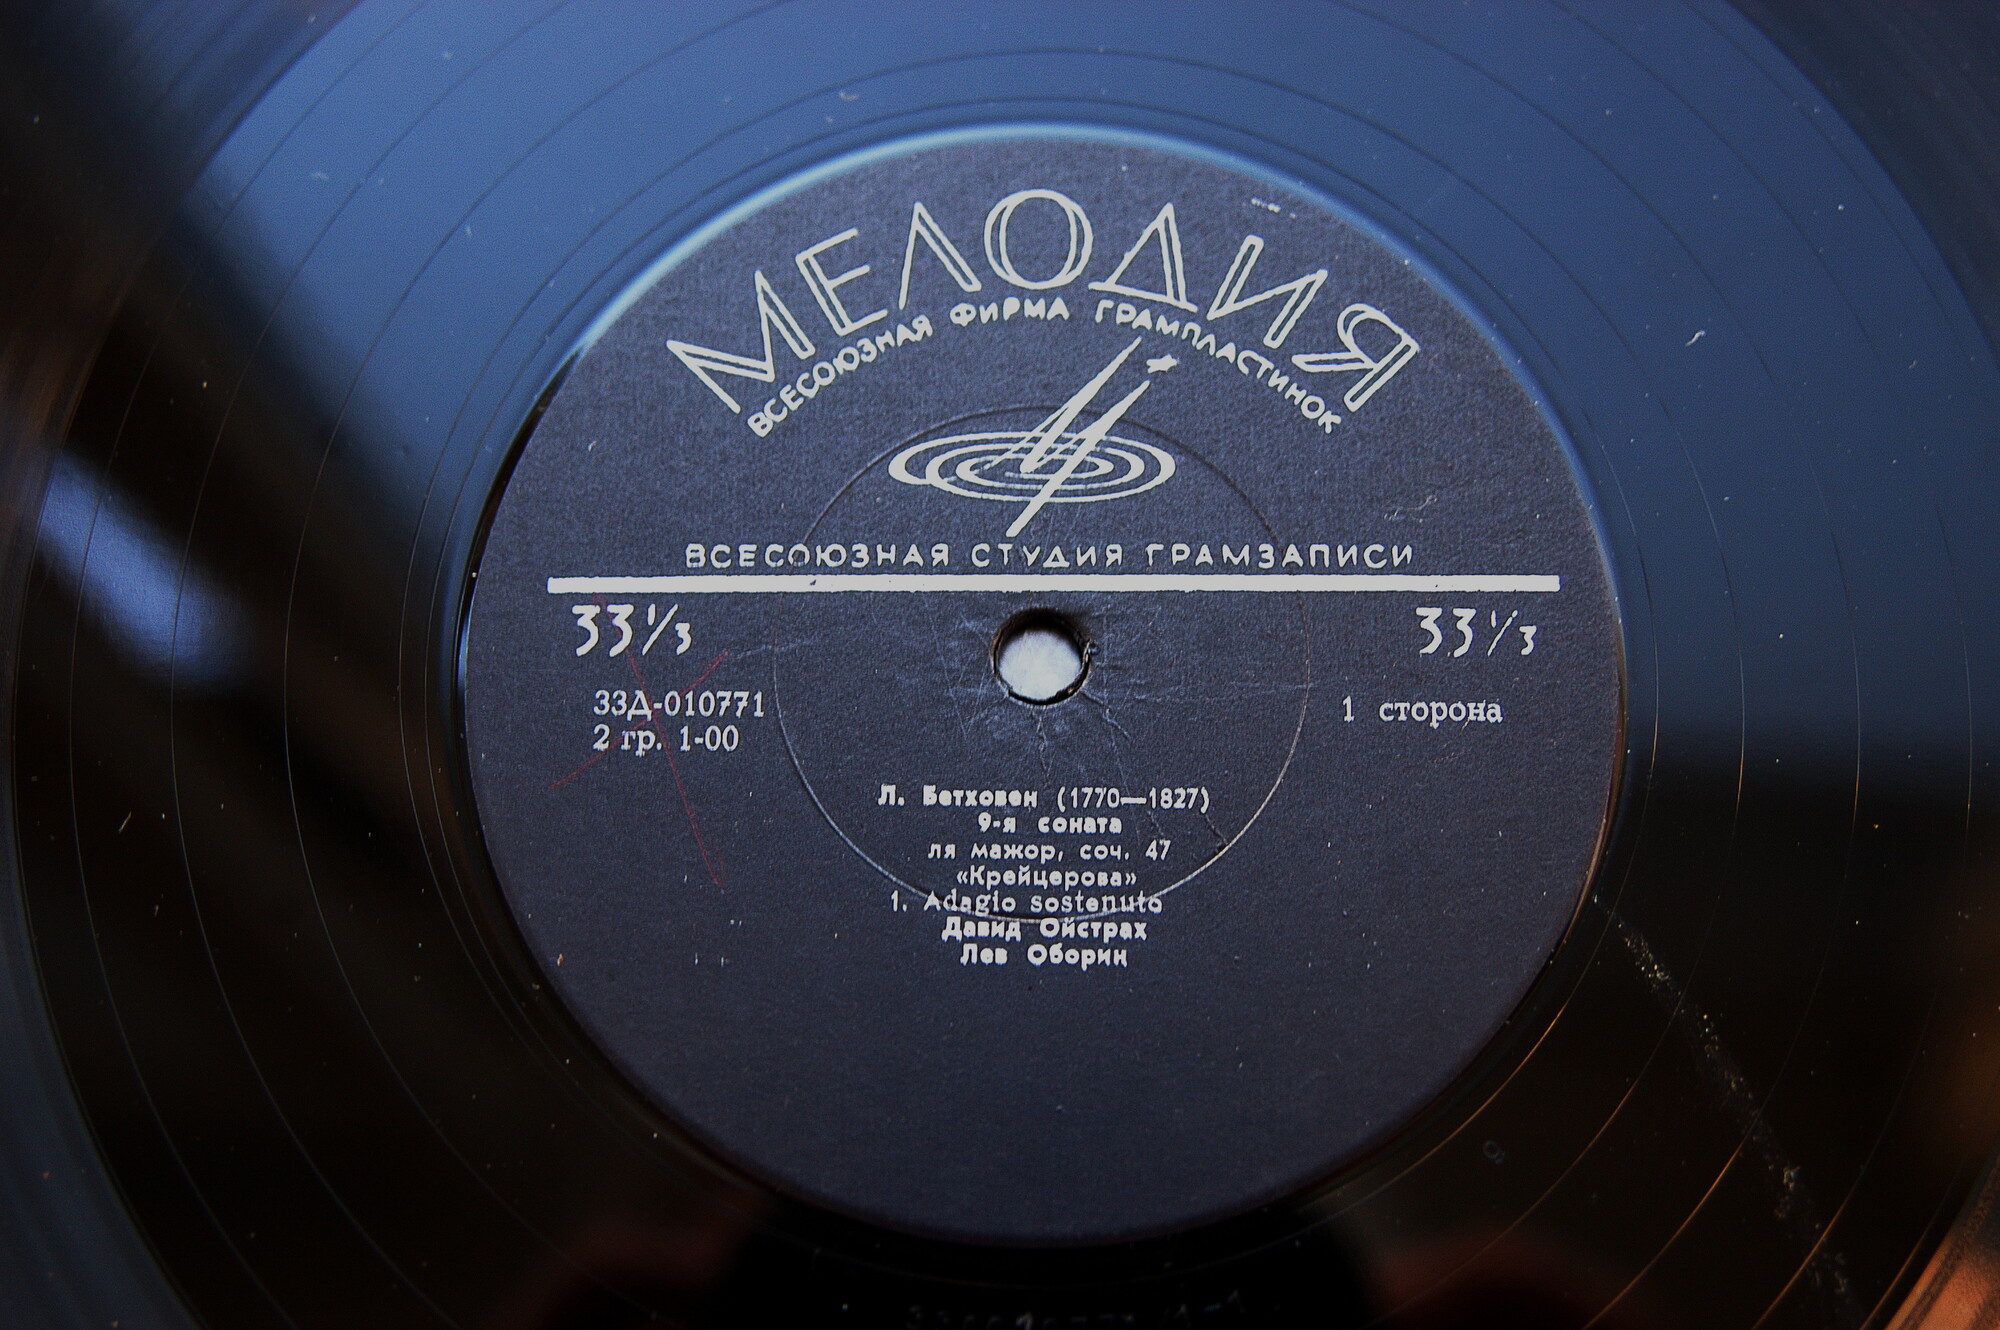 МЕЛОДИЯ
ВСЕСОЮЗНАЯ ФИРМА ГРАМПЛАСТИНОК
ВСЕСОЮЗНАЯ СТУДИЯ ГРАМЗАПИСИ
33⅓ 33⅓
33Д-010771
2 гр. 1-00
1 сторона
Л. Бетховен (1770—1827)
9-я соната
ля мажор, соч. 47
«Крейцерова»
1. Adagio sostenuto
Давид Ойстрах
Лев Оборин